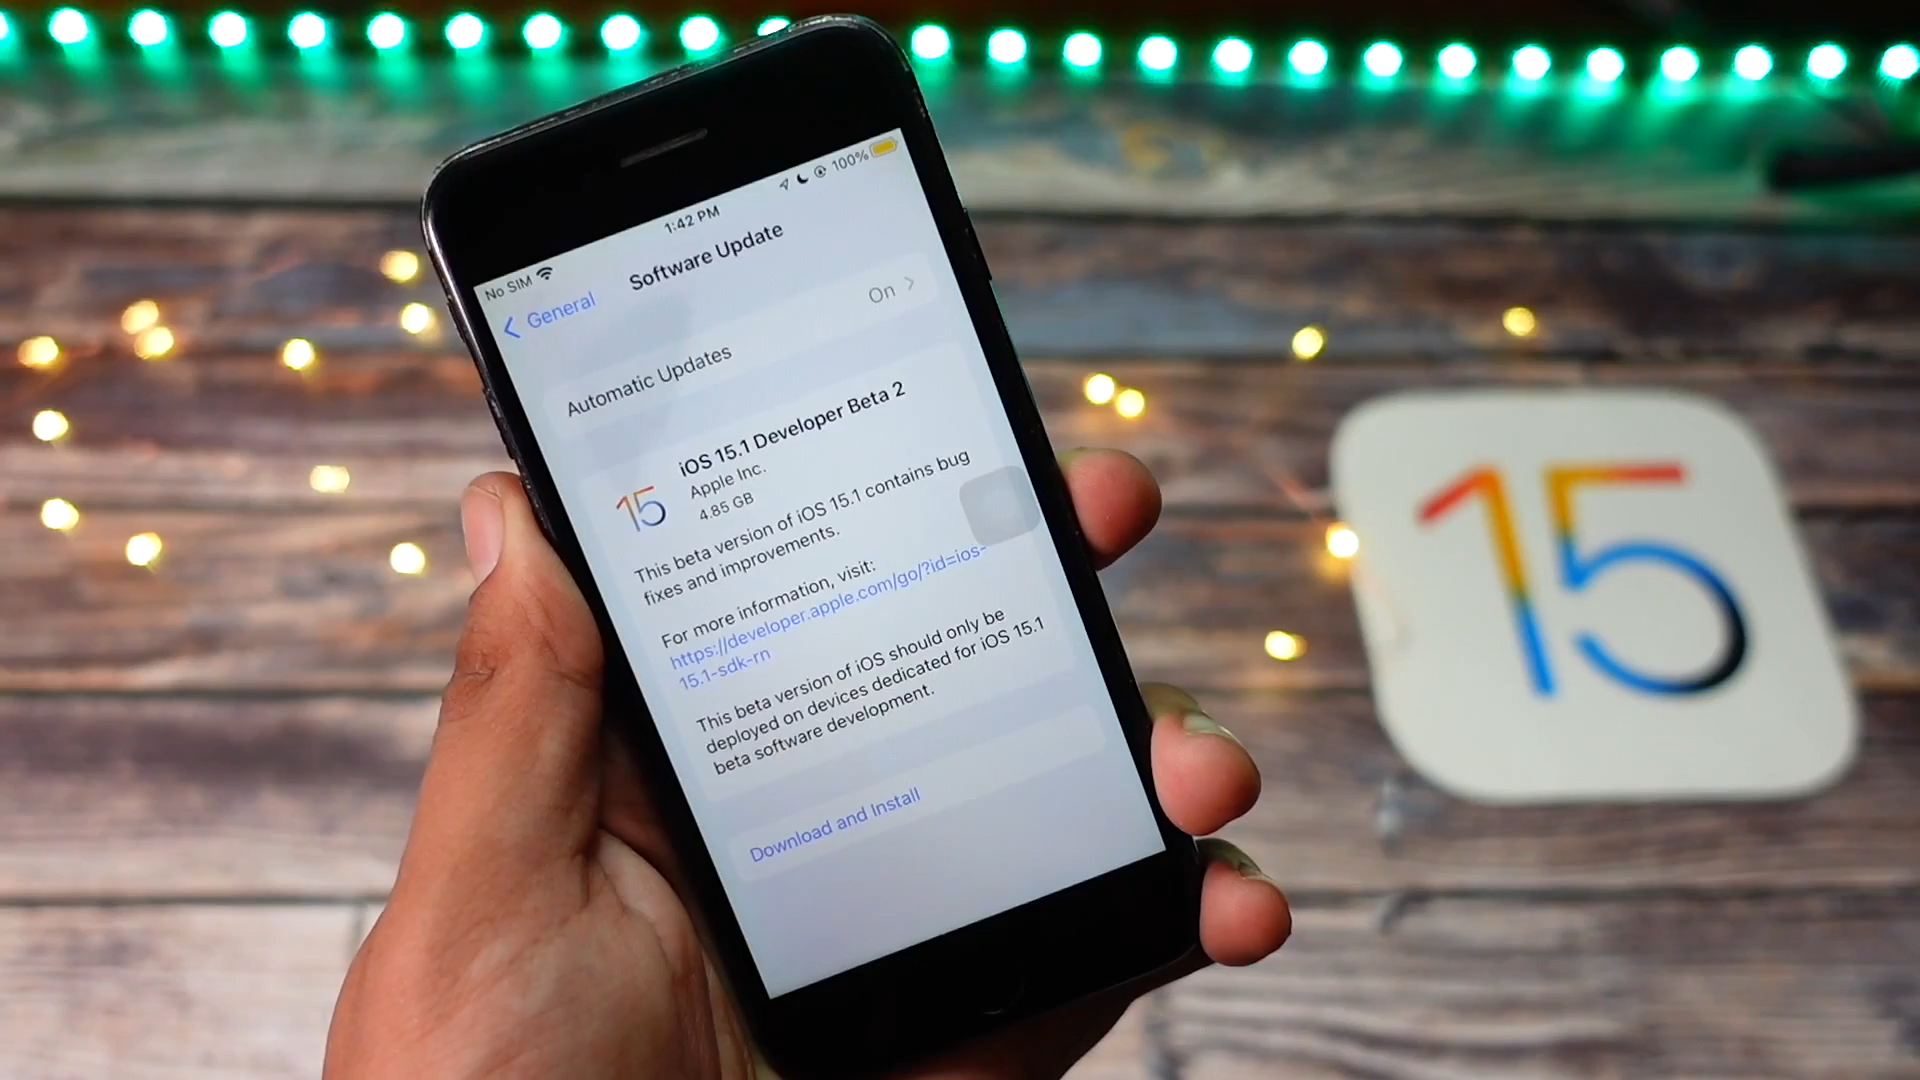 1:42 PM
No SIM
100%
General
Software Update
Automatic Updates
On
iOS 15.1 Developer Beta 2
Apple Inc.
4.85 GB
15
This beta version of iOS 15.1 contains bug
fixes and improvements.
For more information, visit:
https://developer.apple.com/go/?id=ios-
15.1-sdk-rn
This beta version of iOS should only be
deployed on devices dedicated for iOS 15.1
beta software development.
Download and Install
15